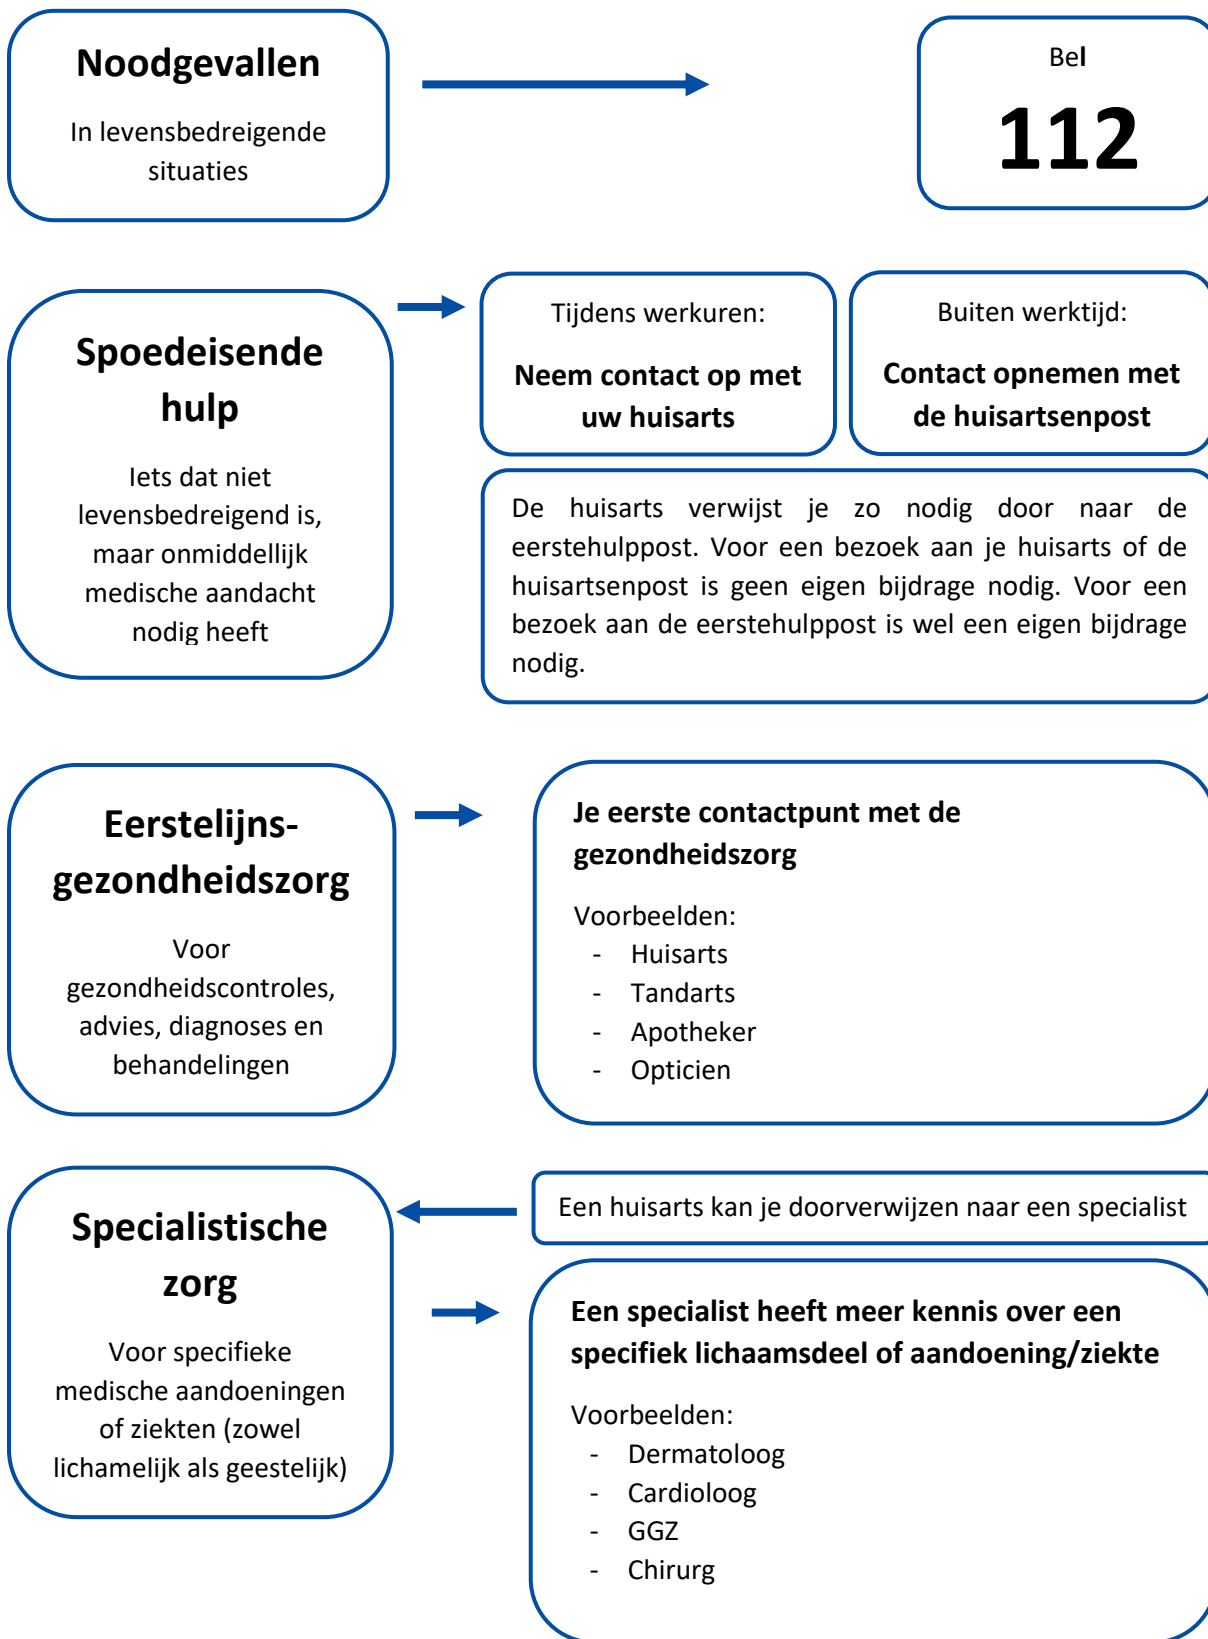 Noodgevallen
In levensbedreigende
situaties
Bel
112
Spoedeisende
hulp
Iets dat niet
levensbedreigend is,
maar onmiddellijk
medische aandacht
nodig heeft
Tijdens werkuren:
Neem contact op met
uw huisarts
Buiten werktijd:
Contact opnemen met
de huisartsenpost
De huisarts verwijst je zo nodig door naar de
eerstehulppost. Voor een bezoek aan je huisarts of de
huisartsenpost is geen eigen bijdrage nodig. Voor een
bezoek aan de eerstehulppost is wel een eigen bijdrage
nodig.
Eerstelijns-
gezondheidszorg
Voor
gezondheidscontroles,
advies, diagnoses en
behandelingen
Je eerste contactpunt met de
gezondheidszorg
Voorbeelden:
- Huisarts
- Tandarts
- Apotheker
- Opticien
Specialistische
zorg
Voor specifieke
medische aandoeningen
of ziekten (zowel
lichamelijk als geestelijk)
Een huisarts kan je doorverwijzen naar een specialist
Een specialist heeft meer kennis over een
specifiek lichaamsdeel of aandoening/ziekte
Voorbeelden:
- Dermatoloog
- Cardioloog
- GGZ
- Chirurg